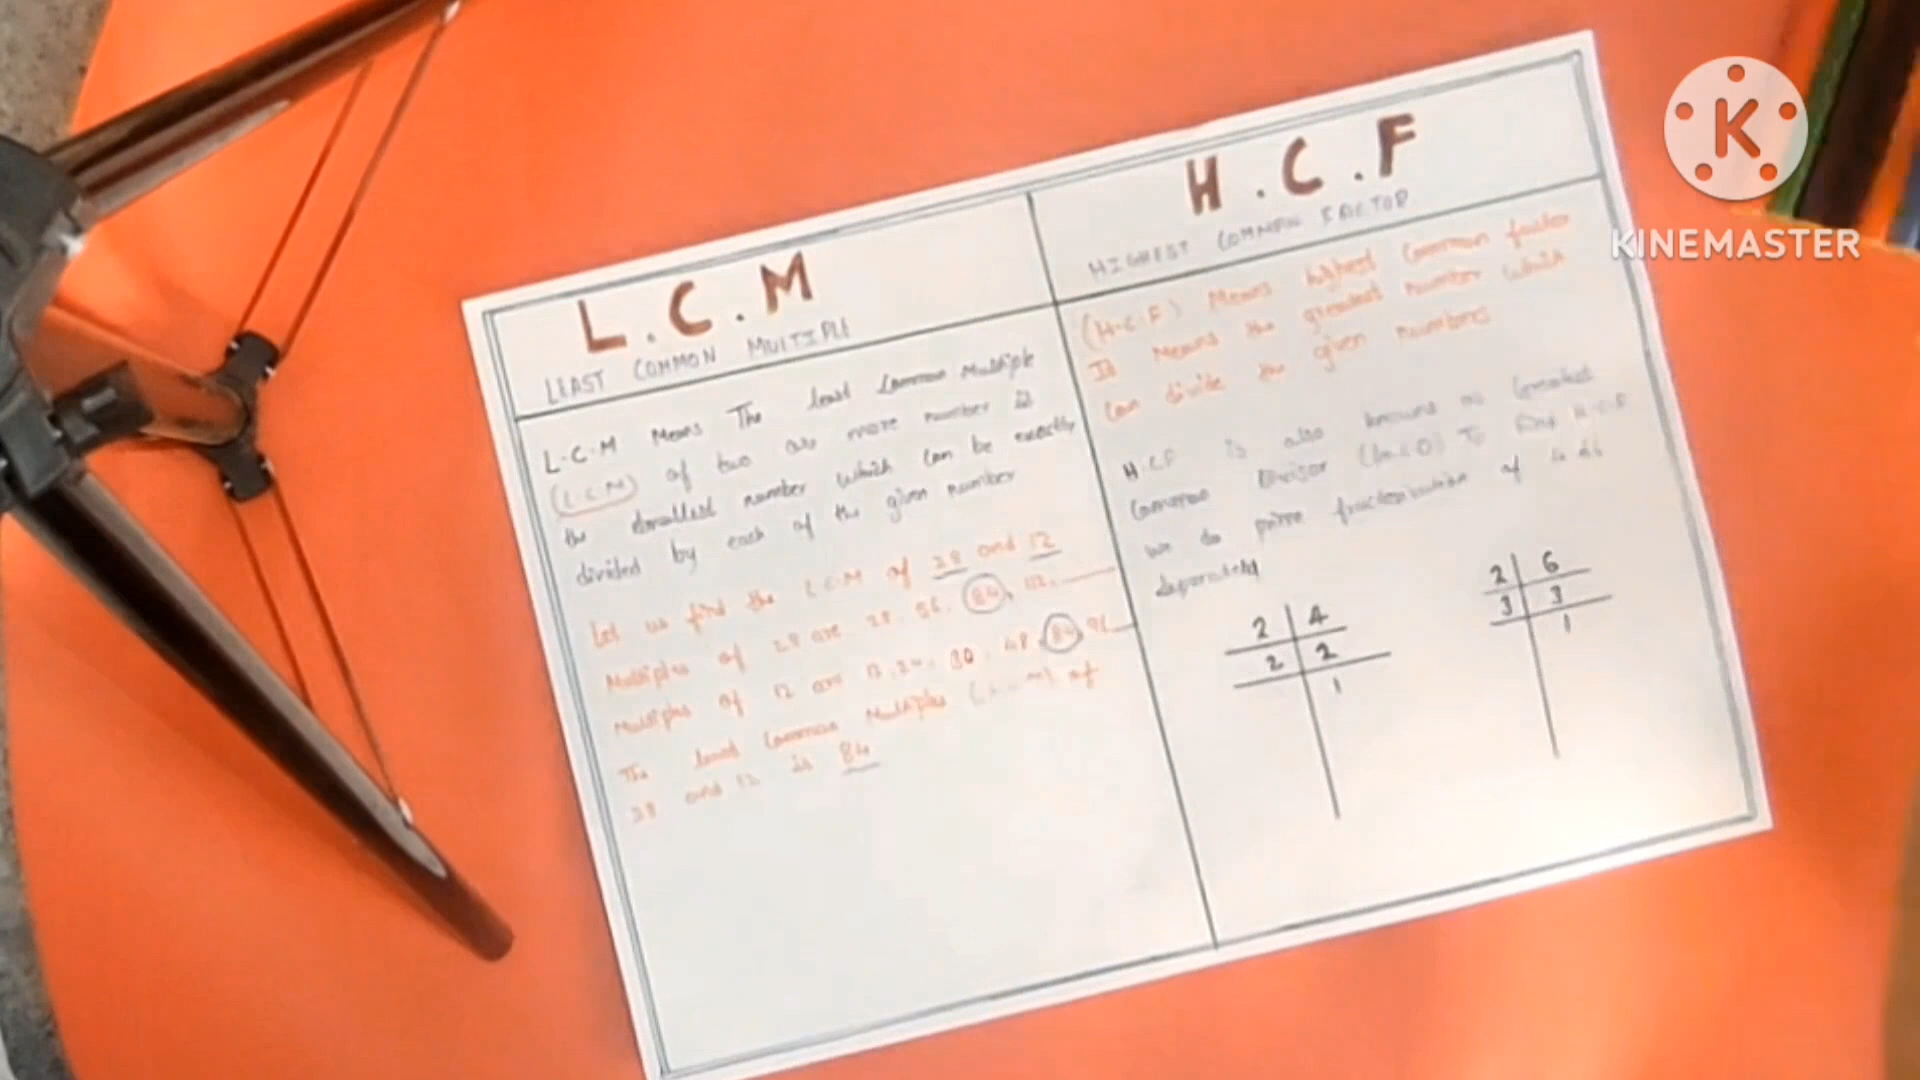 L.C.M
LEAST COMMON MULTIPLE
L.C.M Means The least Common Multiple
(L.C.M) of two as more number is
the smallest number which can be exactly
divided by each of the given number
Let us find the L.C.M of 28 and 12
Multiples of 28 are 28, 56, 84, 112,
Multiples of 12 are 12, 24, 30, 48, 84, 96
The least Common Multiples of
28 and 12 is 84
H.C.F
HIGHEST COMMON FACTOR
(H.C.F) Means highest Common factor
It Means the greatest number which
Can divide the given numbers
H.C.F is also known as Greatest
Common Divisor To find H.C.F
we do prime of 4 &6
Separately
2 4
2 2
1
2 6
3 3
1
K
KINEMASTER